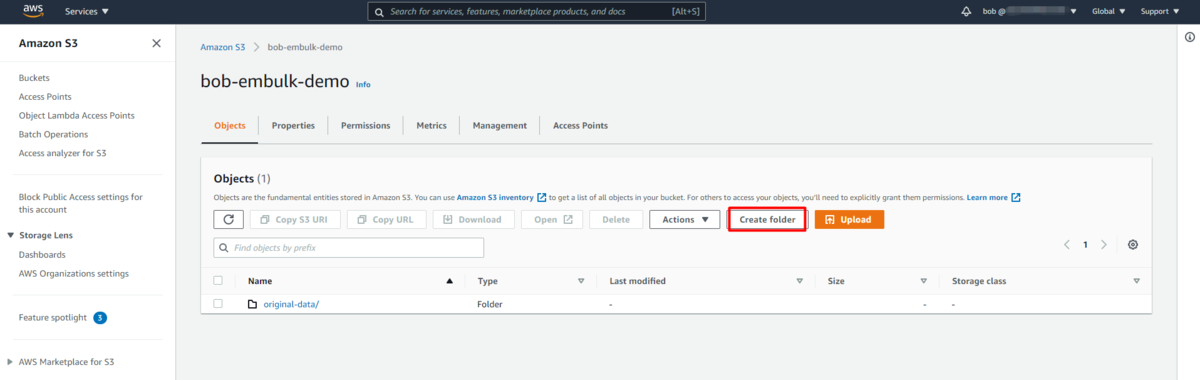 aws Services ▼ Search for services, features, marketplace products, and docs [Alt+S] bob @ ▼ Global ▼ Support ▼
Amazon S3
Buckets
Access Points
Object Lambda Access Points
Batch Operations
Access analyzer for S3
Block Public Access settings for
this account
Storage Lens
Dashboards
AWS Organizations settings
Feature spotlight 3
AWS Marketplace for S3
Amazon S3 > bob-embulk-demo
bob-embulk-demo Info
Objects Properties Permissions Metrics Management Access Points
Objects (1)
Objects are the fundamental entities stored in Amazon S3. You can use Amazon S3 inventory to get a list of all objects in your bucket. For others to access your objects, you'll need to explicitly grant them permissions. Learn more
Copy S3 URI Copy URL Download Open Delete Actions ▼ Create folder Upload
Find objects by prefix < 1 >
Name ▲ Type ▽ Last modified ▽ Size ▽ Storage class ▽
original-data/ Folder - - -